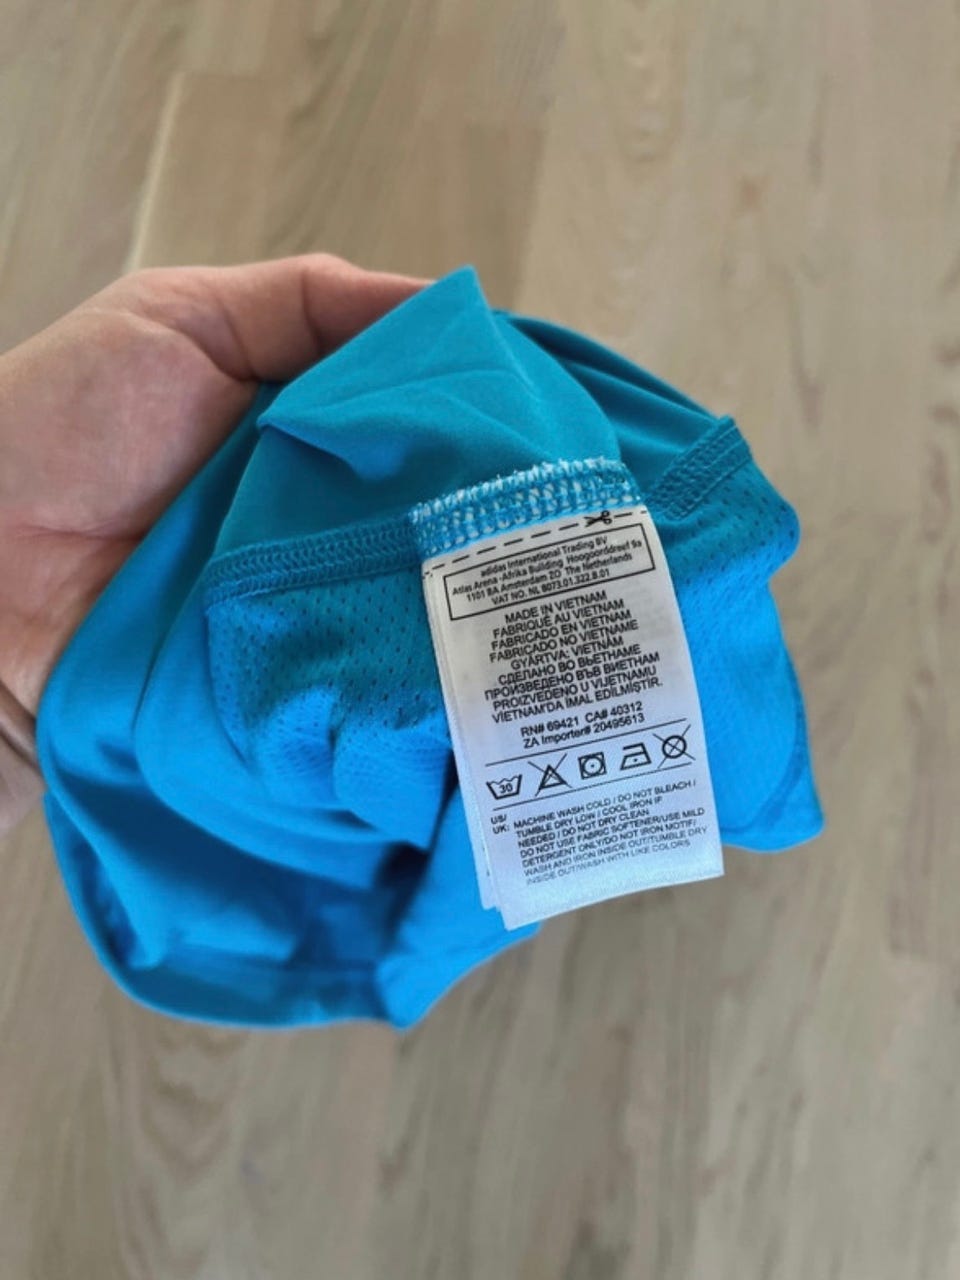 adidas International Trading BV
Atlas Arena -Afrika Building Hoogoorddreef 9a
1101 BA Amsterdam ZO The Netherlands
VAT NO. NL 8073.01.322.B.01
MADE IN VIETNAM
FABRIQUÉ AU VIETNAM
FABRICADO EN VIETNAM
FABRICADO NO VIETNAME
GYÁRTVA: VIETNÁM
СДЕЛАНО ВО ВЬЕТНАМЕ
ПРОИЗВЕДЕНО ВЪВ ВИЕТНАМ
PROIZVEDENO U VIJETNAMU
VIETNAM'DA İMAL EDİLMİŞTİR.
RN# 69421 CA# 40312
ZA Importer# 20495613
30
US/ UK: MACHINE WASH COLD / DO NOT BLEACH /
TUMBLE DRY LOW / COOL IRON IF
NEEDED / DO NOT DRY CLEAN
DO NOT USE FABRIC SOFTENER/USE MILD
DETERGENT ONLY/DO NOT IRON MOTIF/
WASH AND IRON INSIDE OUT/TUMBLE DRY
INSIDE OUT/WASH WITH LIKE COLORS